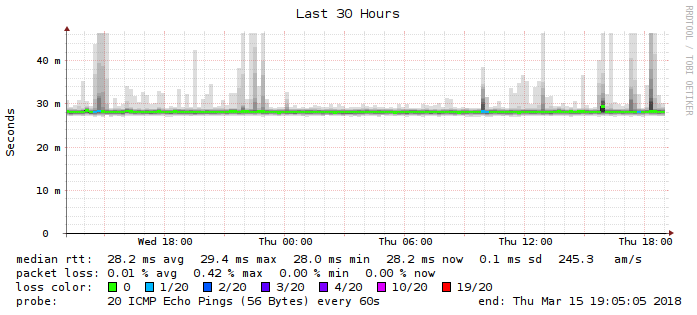 Last 30 Hours
RRDTOOL / TOBI OETIKER
Seconds
40 m
30 m
20 m
10 m
0
Wed 18:00 Thu 00:00 Thu 06:00 Thu 12:00 Thu 18:00
median rtt: 28.2 ms avg 29.4 ms max 28.0 ms min 28.2 ms now 0.1 ms sd 245.3 am/s
packet loss: 0.01 % avg 0.42 % max 0.00 % min 0.00 % now
loss color: 0 1/20 2/20 3/20 4/20 10/20 19/20
probe: 20 ICMP Echo Pings (56 Bytes) every 60s end: Thu Mar 15 19:05:05 2018